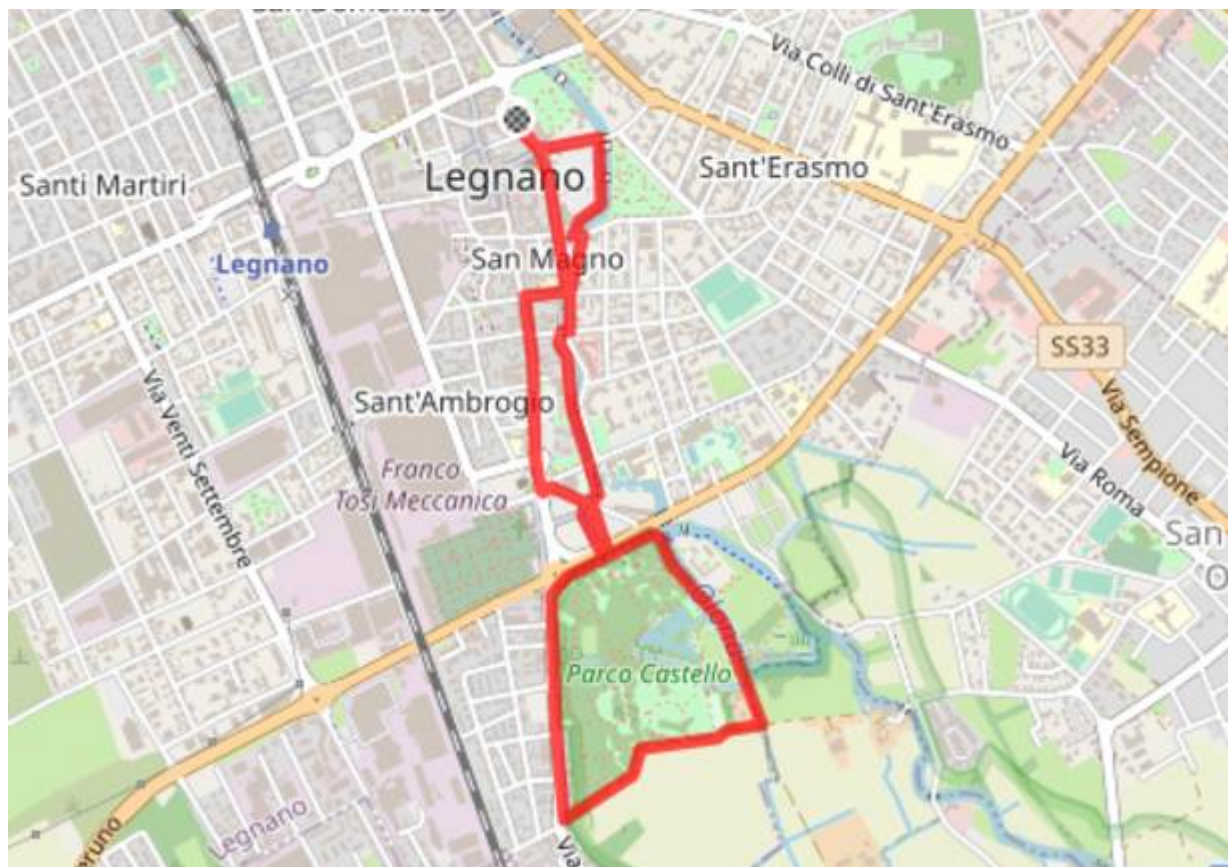 Via Colli di Sant'Erasmo
Santi Martiri
Legnano
Sant'Erasmo
Legnano
San Magno
SS33
Via Venti Settembre
Sant'Ambrogio
Franco
Tosi Meccanica
Via Sempione
Via Roma
San
O
Parco Castello
Legnano
Via